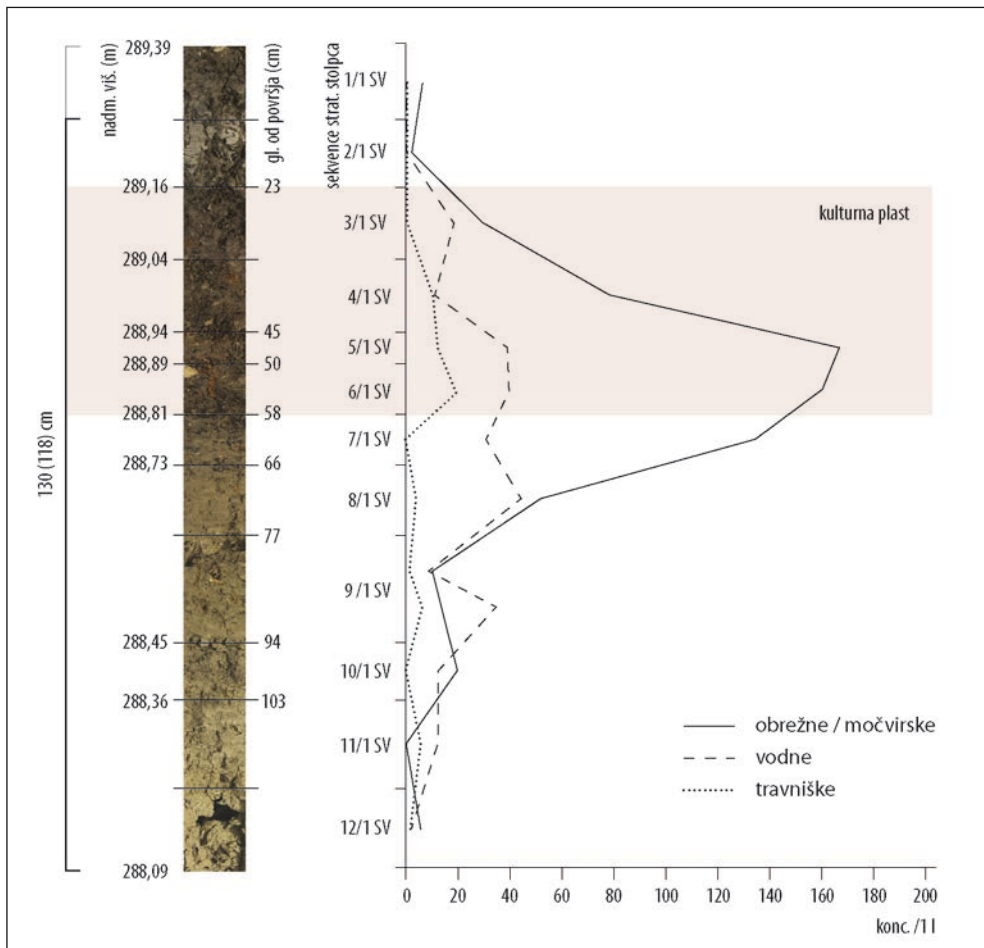 nadm. viš. (m)
gl. od površja (cm)
sekvence strat. stolpca
130 (118) cm
289,39
289,16
289,04
288,94
288,89
288,81
288,73
288,45
288,36
288,09
23
45
50
58
66
77
94
103
1/1 SV
2/1 SV
3/1 SV
4/1 SV
5/1 SV
6/1 SV
7/1 SV
8/1 SV
9 /1 SV
10/1 SV
11/1 SV
12/1 SV
kulturna plast
obrežne / močvirske
vodne
travniške
0 20 40 60 80 100 120 140 160 180 200
konc. /1 l